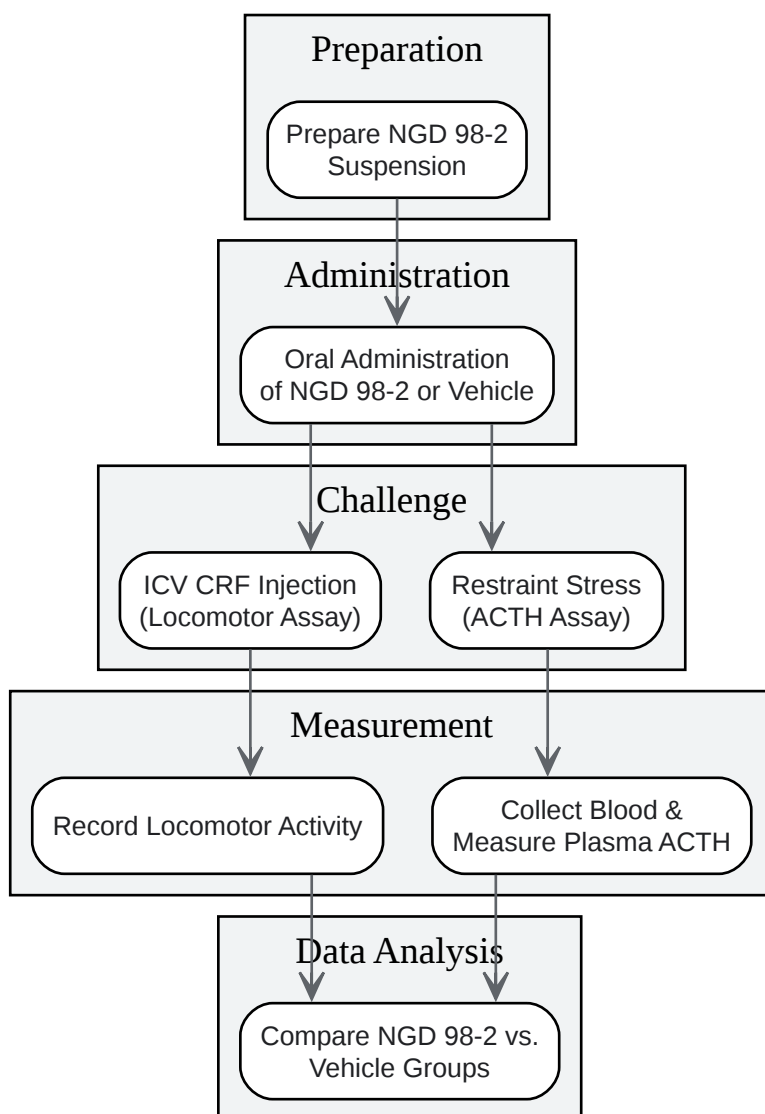 Preparation
Prepare NGD 98-2
Suspension
Administration
Oral Administration
of NGD 98-2 or Vehicle
Challenge
ICV CRF Injection
(Locomotor Assay)
Restraint Stress
(ACTH Assay)
Measurement
Record Locomotor Activity
Collect Blood &
Measure Plasma ACTH
Data Analysis
Compare NGD 98-2 vs.
Vehicle Groups